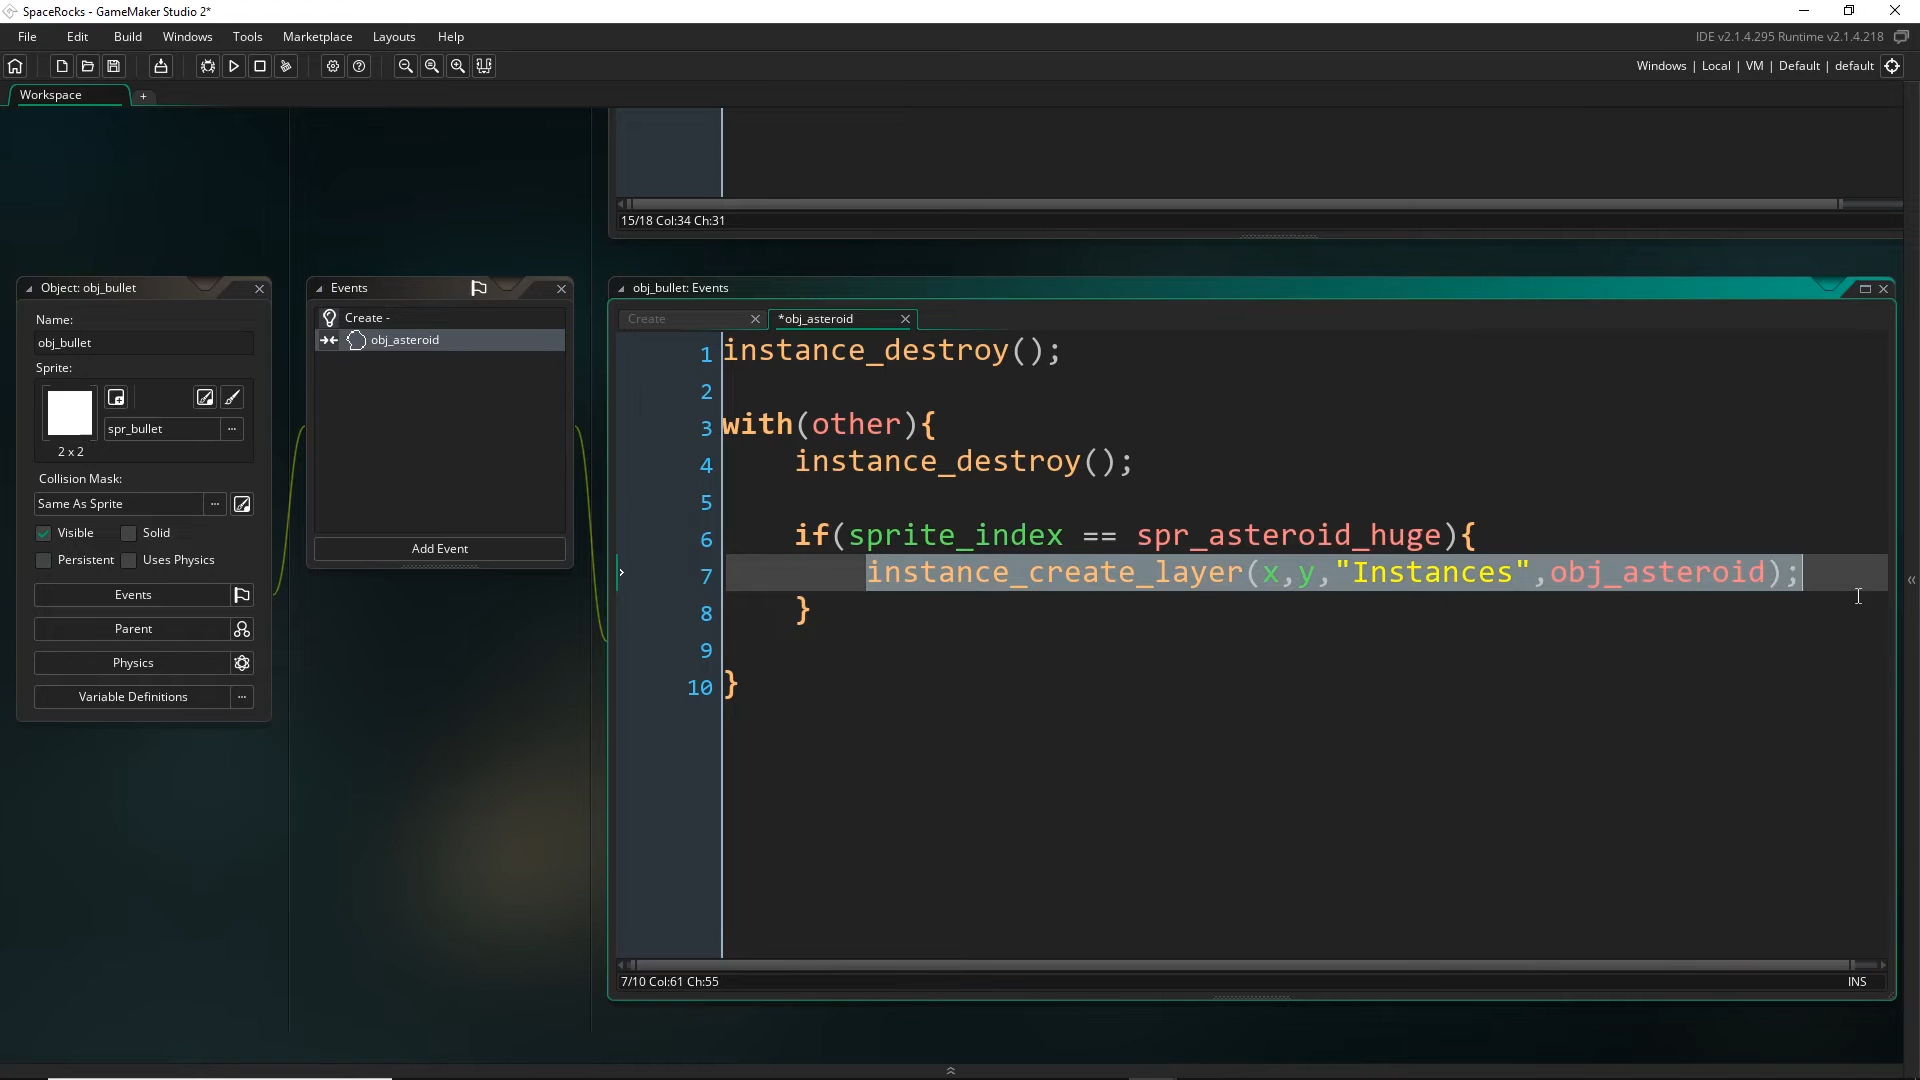 SpaceRocks - GameMaker Studio 2*
File Edit Build Windows Tools Marketplace Layouts Help
IDE v2.1.4.295 Runtime v2.1.4.218
Windows | Local | VM | Default | default
Workspace
+
15/18 Col:34 Ch:31
Object: obj_bullet
Name:
obj_bullet
Sprite:
spr_bullet
2 x 2
Collision Mask:
Same As Sprite
Visible Solid
Persistent Uses Physics
Events
Parent
Physics
Variable Definitions
Events
Create -
obj_asteroid
Add Event
obj_bullet: Events
Create
*obj_asteroid
1 instance_destroy();
2
3 with(other){
4 instance_destroy();
5
6 if(sprite_index == spr_asteroid_huge){
7 instance_create_layer(x,y,"Instances",obj_asteroid);
8 }
9
10 }
7/10 Col:61 Ch:55
INS